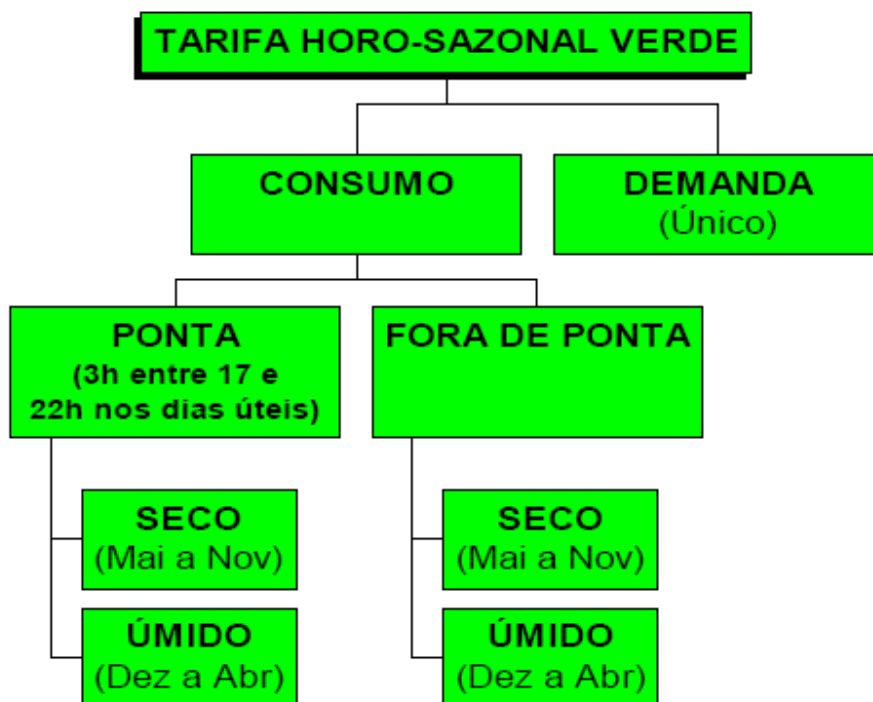 TARIFA HORO-SAZONAL VERDE
CONSUMO
DEMANDA
(Único)
PONTA
(3h entre 17 e
22h nos dias úteis)
FORA DE PONTA
SECO
(Mai a Nov)
ÚMIDO
(Dez a Abr)
SECO
(Mai a Nov)
ÚMIDO
(Dez a Abr)